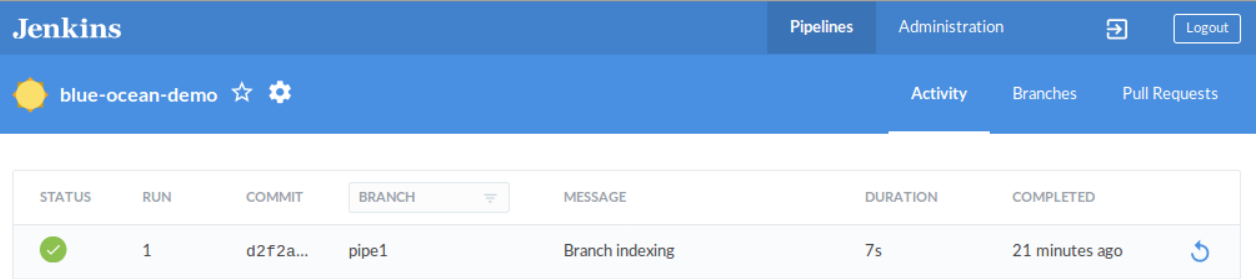 Jenkins Pipelines Administration Logout
blue-ocean-demo Activity Branches Pull Requests
STATUS RUN COMMIT BRANCH MESSAGE DURATION COMPLETED
1 d2f2a... pipe1 Branch indexing 7s 21 minutes ago